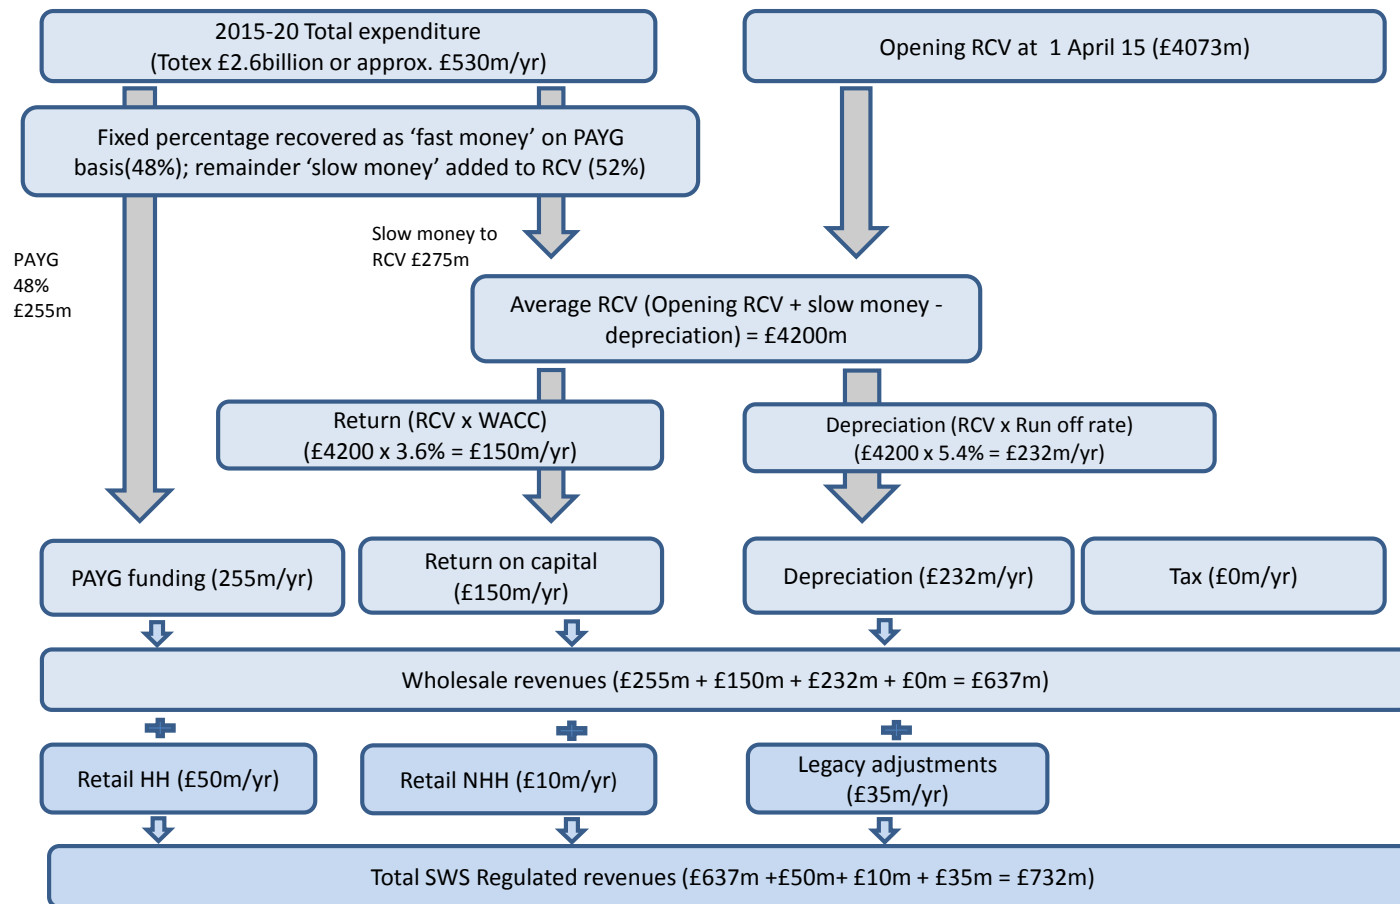 2015-20 Total expenditure
(Totex £2.6billion or approx. £530m/yr)
Opening RCV at  1 April 15 (£4073m)
Fixed percentage recovered as ‘fast money’ on PAYG
basis(48%); remainder ‘slow money’ added to RCV (52%)
PAYG
48%
£255m
Slow money to
RCV £275m
Average RCV (Opening RCV + slow money -
depreciation) = £4200m
Return (RCV x WACC)
(£4200 x 3.6% = £150m/yr)
Depreciation (RCV x Run off rate)
(£4200 x 5.4% = £232m/yr)
PAYG funding (255m/yr)
Return on capital
(£150m/yr)
Depreciation (£232m/yr)
Tax (£0m/yr)
Wholesale revenues (£255m + £150m + £232m + £0m = £637m)
Retail HH (£50m/yr)
Retail NHH (£10m/yr)
Legacy adjustments
(£35m/yr)
Total SWS Regulated revenues (£637m +£50m+ £10m + £35m = £732m)